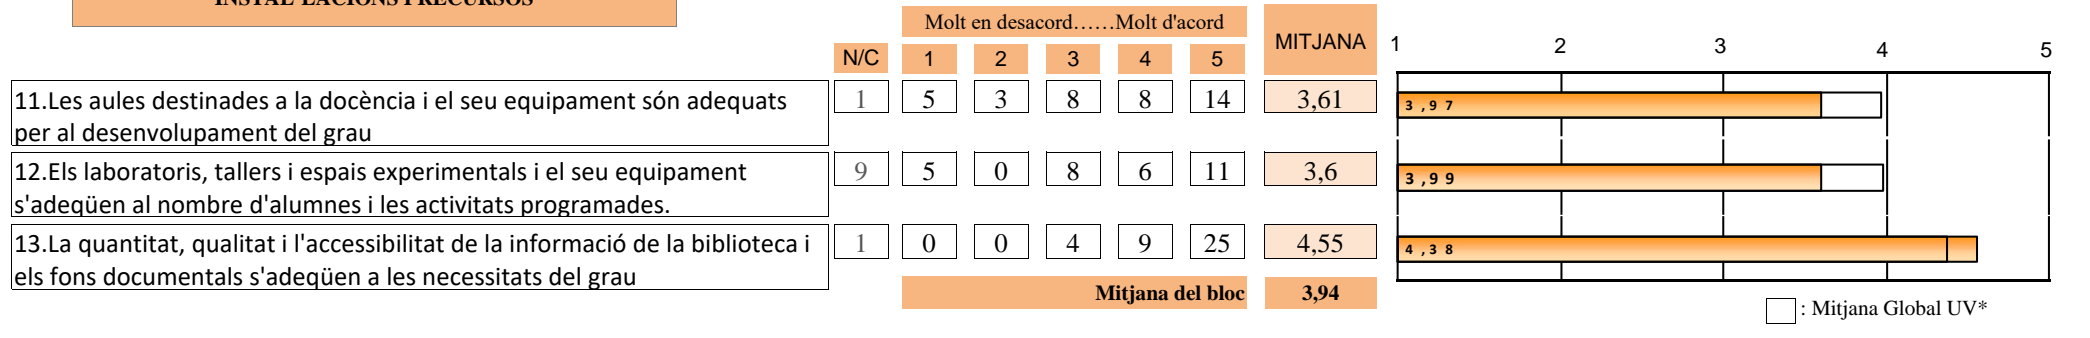 INSTAL·LACIONS I RECURSOS
Molt en desacord……Molt d'acord
MITJANA
N/C 1 2 3 4 5
1 2 3 4 5
11.Les aules destinades a la docència i el seu equipament són adequats
per al desenvolupament del grau
1 5 3 8 8 14 3,61
3,97
12.Els laboratoris, tallers i espais experimentals i el seu equipament
s'adeqüen al nombre d'alumnes i les activitats programades.
9 5 0 8 6 11 3,6
3,99
13.La quantitat, qualitat i l'accessibilitat de la informació de la biblioteca i
els fons documentals s'adeqüen a les necessitats del grau
1 0 0 4 9 25 4,55
4,38
Mitjana del bloc 3,94
: Mitjana Global UV*